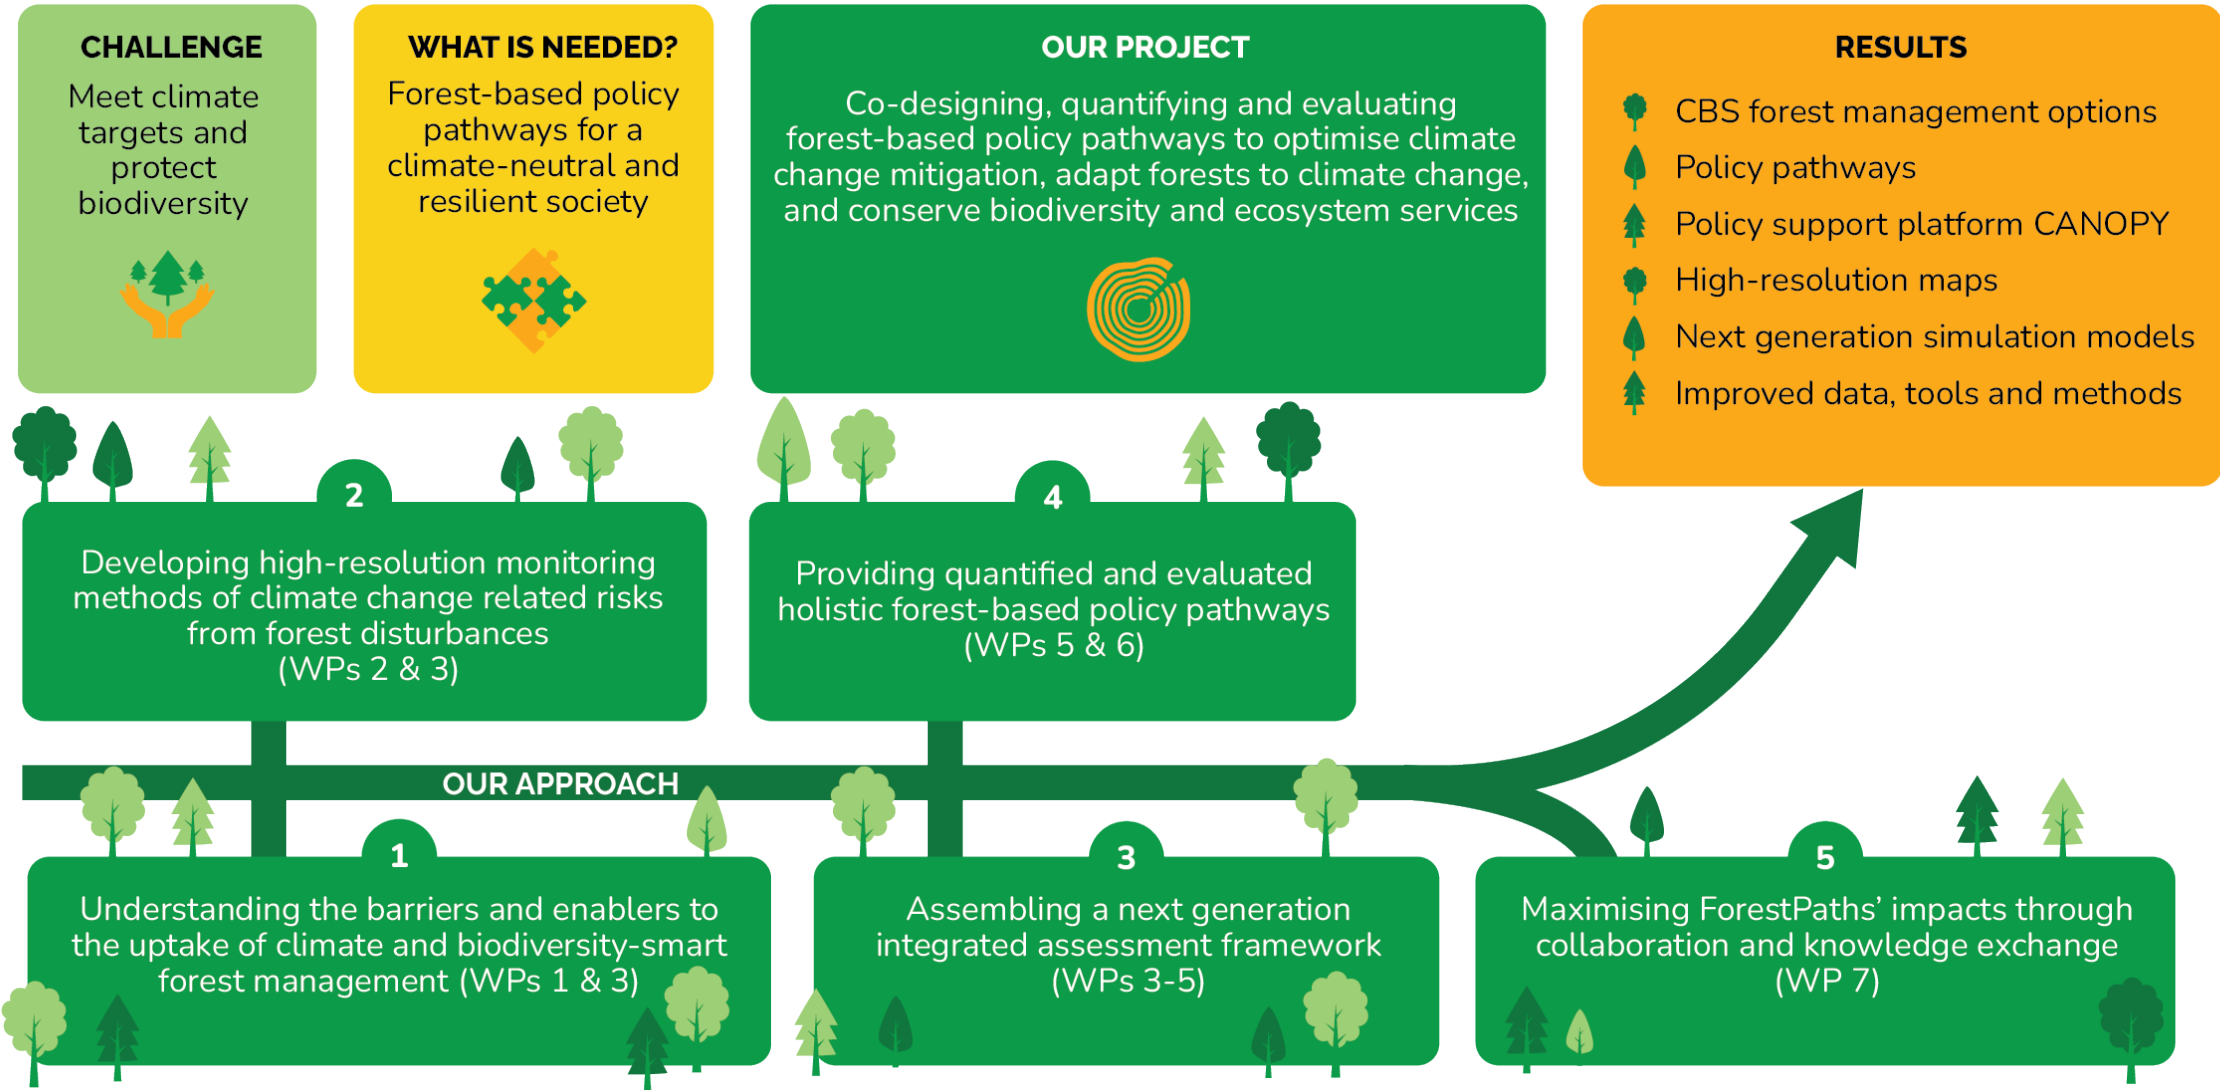 CHALLENGE
Meet climate
targets and
protect
biodiversity
WHAT IS NEEDED?
Forest-based policy
pathways for a
climate-neutral and
resilient society
OUR PROJECT
Co-designing, quantifying and evaluating
forest-based policy pathways to optimise climate
change mitigation, adapt forests to climate change,
and conserve biodiversity and ecosystem services
RESULTS
CBS forest management options
Policy pathways
Policy support platform CANOPY
High-resolution maps
Next generation simulation models
Improved data, tools and methods
2
Developing high-resolution monitoring
methods of climate change related risks
from forest disturbances
(WPs 2 & 3)
4
Providing quantified and evaluated
holistic forest-based policy pathways
(WPs 5 & 6)
OUR APPROACH
1
Understanding the barriers and enablers to
the uptake of climate and biodiversity-smart
forest management (WPs 1 & 3)
3
Assembling a next generation
integrated assessment framework
(WPs 3-5)
5
Maximising ForestPaths’ impacts through
collaboration and knowledge exchange
(WP 7)